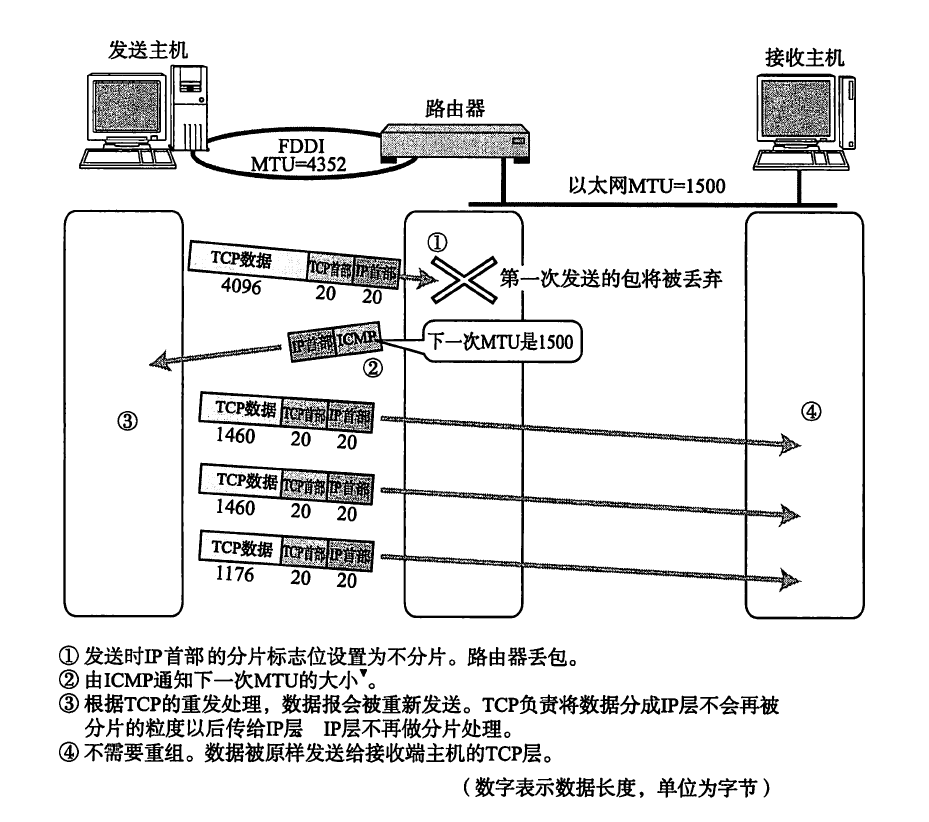 发送主机
接收主机
路由器
FDDI
MTU=4352
以太网MTU=1500
①
TCP数据 TCP首部 IP首部
4096 20 20
第一次发送的包将被丢弃
IP首部 ICMP
下一次MTU是1500
②
③
④
TCP数据 TCP首部 IP首部
1460 20 20
TCP数据 TCP首部 IP首部
1460 20 20
TCP数据 TCP首部 IP首部
1176 20 20
① 发送时IP首部的分片标志位设置为不分片。路由器丢包。
② 由ICMP通知下一次MTU的大小▼。
③ 根据TCP的重发处理，数据报会被重新发送。TCP负责将数据分成IP层不会再被
分片的粒度以后传给IP层 IP层不再做分片处理。
④ 不需要重组。数据被原样发送给接收端主机的TCP层。
（数字表示数据长度，单位为字节）